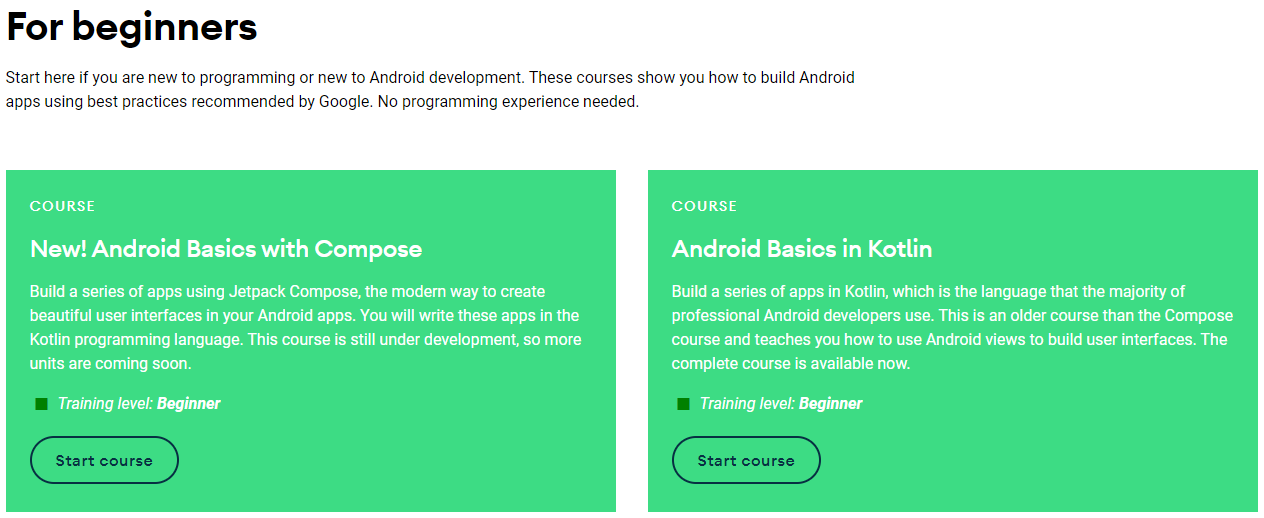 For beginners
Start here if you are new to programming or new to Android development. These courses show you how to build Android
apps using best practices recommended by Google. No programming experience needed.
COURSE
New! Android Basics with Compose
Build a series of apps using Jetpack Compose, the modern way to create
beautiful user interfaces in your Android apps. You will write these apps in the
Kotlin programming language. This course is still under development, so more
units are coming soon.
Training level: Beginner
Start course
COURSE
Android Basics in Kotlin
Build a series of apps in Kotlin, which is the language that the majority of
professional Android developers use. This is an older course than the Compose
course and teaches you how to use Android views to build user interfaces. The
complete course is available now.
Training level: Beginner
Start course